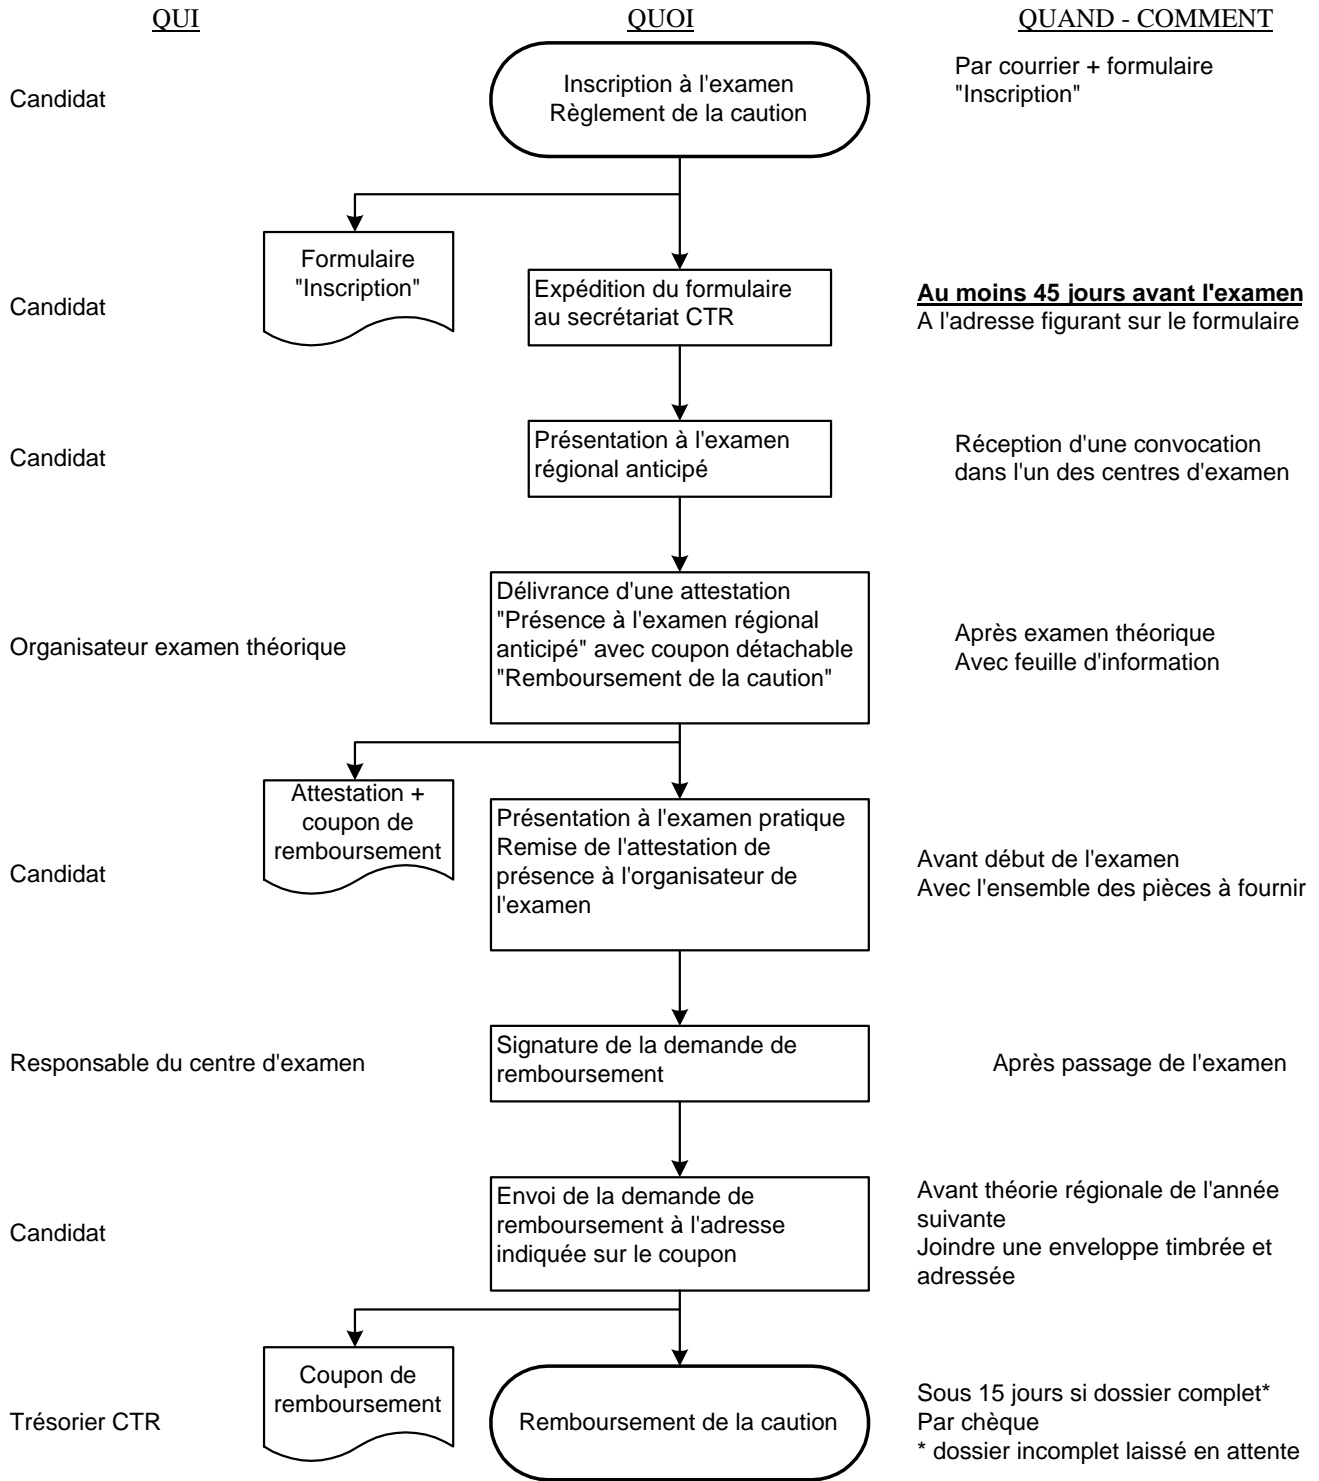 QUI
QUOI
QUAND - COMMENT
Candidat
Inscription à l'examen
Règlement de la caution
Par courrier + formulaire
"Inscription"
Candidat
Formulaire
"Inscription"
Expédition du formulaire
au secrétariat CTR
Au moins 45 jours avant l'examen
A l'adresse figurant sur le formulaire
Candidat
Présentation à l'examen
régional anticipé
Réception d'une convocation
dans l'un des centres d'examen
Organisateur examen théorique
Délivrance d'une attestation
"Présence à l'examen régional
anticipé" avec coupon détachable
"Remboursement de la caution"
Après examen théorique
Avec feuille d'information
Candidat
Attestation +
coupon de
remboursement
Présentation à l'examen pratique
Remise de l'attestation de
présence à l'organisateur de
l'examen
Avant début de l'examen
Avec l'ensemble des pièces à fournir
Responsable du centre d'examen
Signature de la demande de
remboursement
Après passage de l'examen
Candidat
Envoi de la demande de
remboursement à l'adresse
indiquée sur le coupon
Avant théorie régionale de l'année
suivante
Joindre une enveloppe timbrée et
adressée
Trésorier CTR
Coupon de
remboursement
Remboursement de la caution
Sous 15 jours si dossier complet*
Par chèque
* dossier incomplet laissé en attente